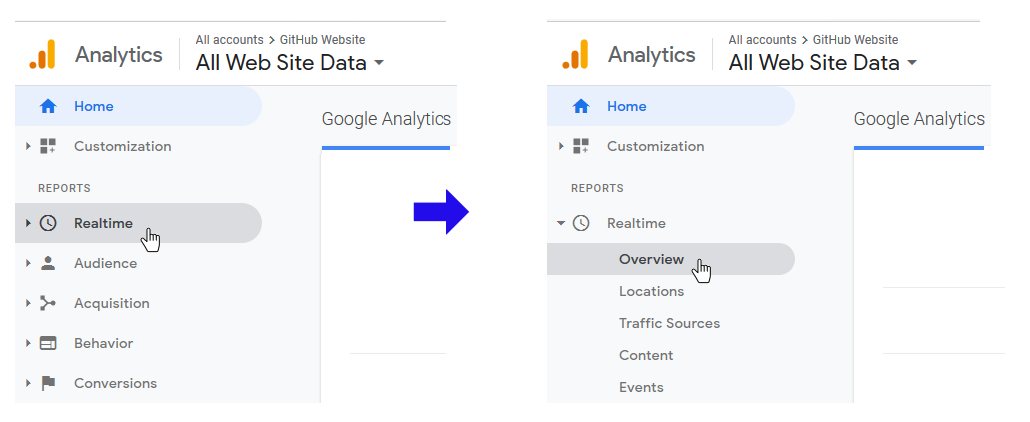 Analytics
All accounts > GitHub Website
All Web Site Data
Home
Customization
REPORTS
Realtime
Audience
Acquisition
Behavior
Conversions
Google Analytics
Analytics
All accounts > GitHub Website
All Web Site Data
Home
Customization
REPORTS
Realtime
Overview
Locations
Traffic Sources
Content
Events
Google Analytics